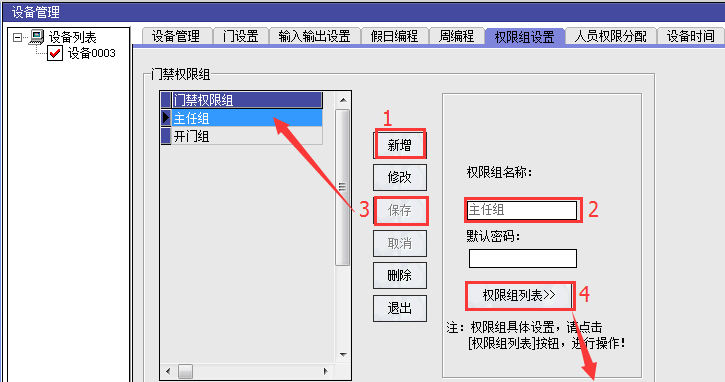 设备管理
设备列表
设备0003
设备管理 门设置 输入输出设置 假日编程 周编程 权限组设置 人员权限分配 设备时间
门禁权限组
门禁权限组
主任组
开门组
1
新增
修改
3 保存
取消
删除
退出
权限组名称：
主任组 2
默认密码：
权限组列表>> 4
注：权限组具体设置，请点击
[权限组列表]按钮，进行操作！